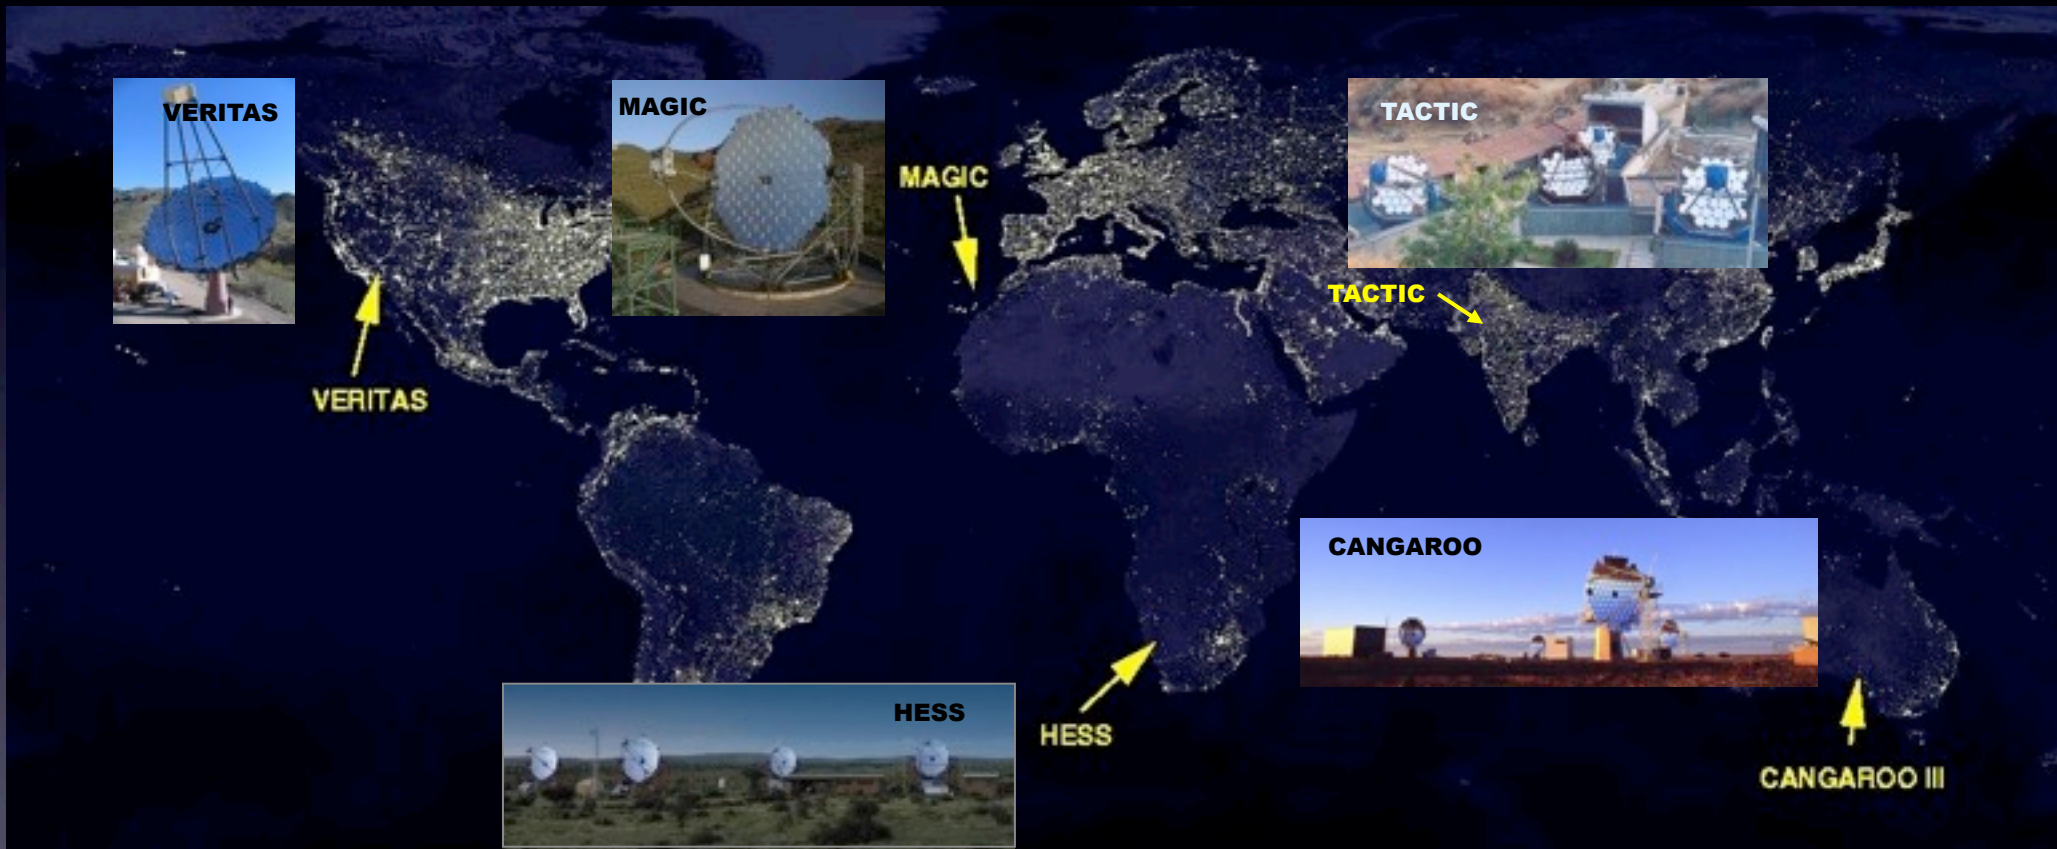 VERITAS
MAGIC
TACTIC
MAGIC
TACTIC
VERITAS
CANGAROO
HESS
HESS
CANGAROO III